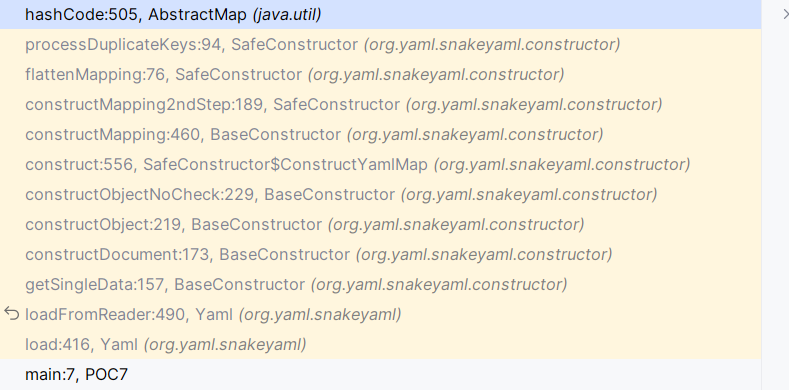 hashCode:505, AbstractMap (java.util)
processDuplicateKeys:94, SafeConstructor (org.yaml.snakeyaml.constructor)
flattenMapping:76, SafeConstructor (org.yaml.snakeyaml.constructor)
constructMapping2ndStep:189, SafeConstructor (org.yaml.snakeyaml.constructor)
constructMapping:460, BaseConstructor (org.yaml.snakeyaml.constructor)
construct:556, SafeConstructor$ConstructYamlMap (org.yaml.snakeyaml.constructor)
constructObjectNoCheck:229, BaseConstructor (org.yaml.snakeyaml.constructor)
constructObject:219, BaseConstructor (org.yaml.snakeyaml.constructor)
constructDocument:173, BaseConstructor (org.yaml.snakeyaml.constructor)
getSingleData:157, BaseConstructor (org.yaml.snakeyaml.constructor)
loadFromReader:490, Yaml (org.yaml.snakeyaml)
load:416, Yaml (org.yaml.snakeyaml)
main:7, POC7